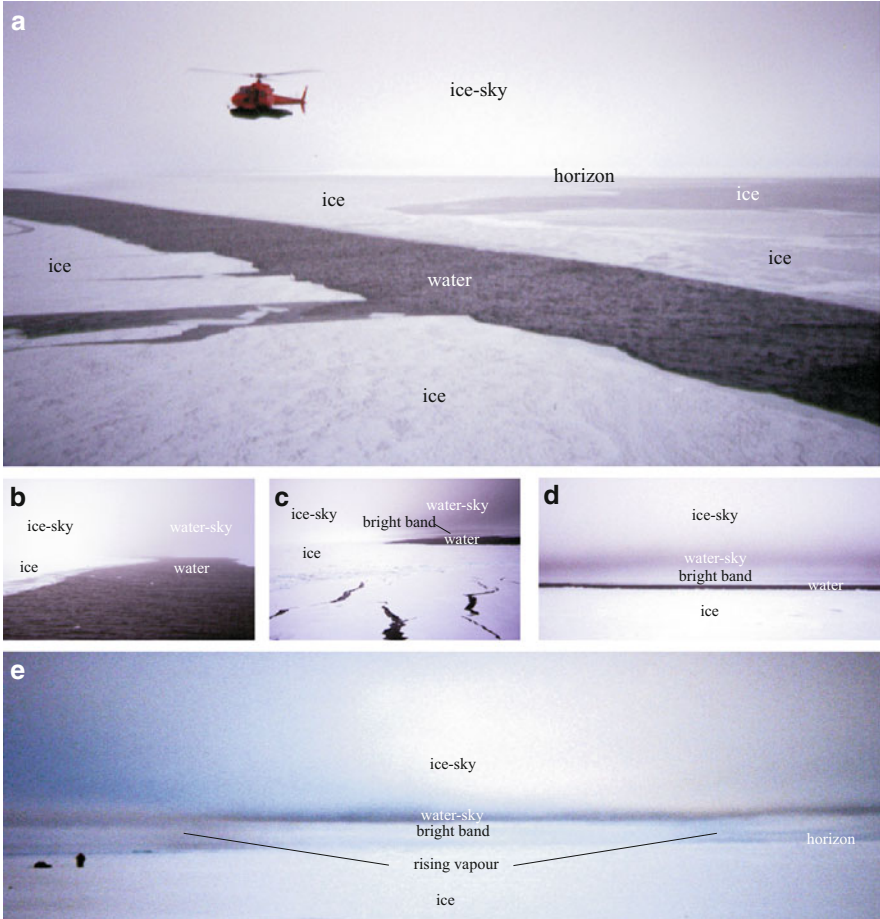 a
ice-sky
horizon
ice
ice
ice
ice
water
ice
b
ice-sky
water-sky
ice
water
c
ice-sky
water-sky
bright band
water
ice
d
ice-sky
water-sky
bright band
water
ice
e
ice-sky
water-sky
bright band
horizon
rising vapour
ice